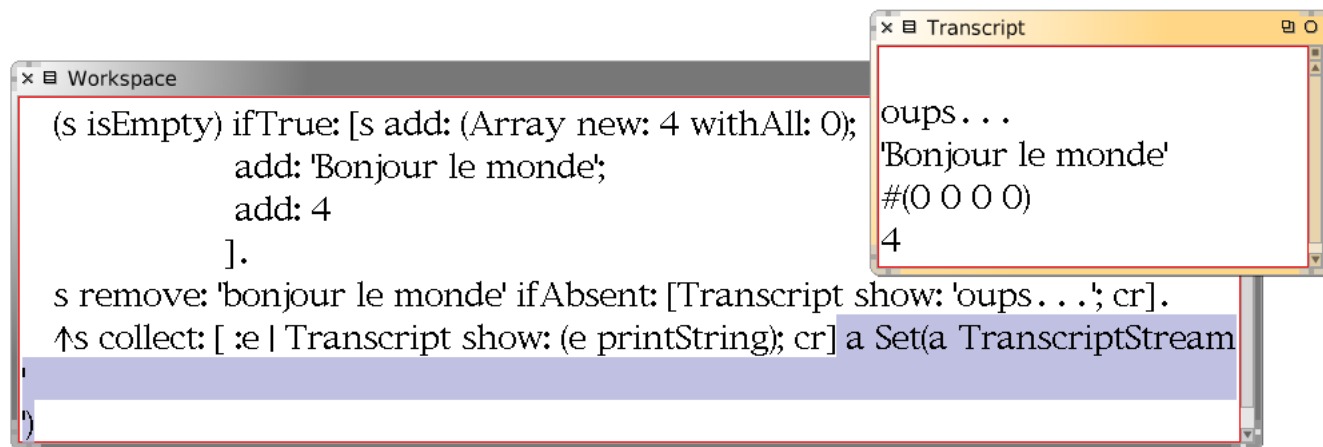 Transcript
oups...
'Bonjour le monde'
#(0 0 0 0)
4
Workspace
(s isEmpty) ifTrue: [s add: (Array new: 4 withAll: 0);
add: 'Bonjour le monde';
add: 4
].
s remove: 'bonjour le monde' ifAbsent: [Transcript show: 'oups...'; cr].
↑s collect: [ :e | Transcript show: (e printString); cr] a Set(a TranscriptStream
'
')